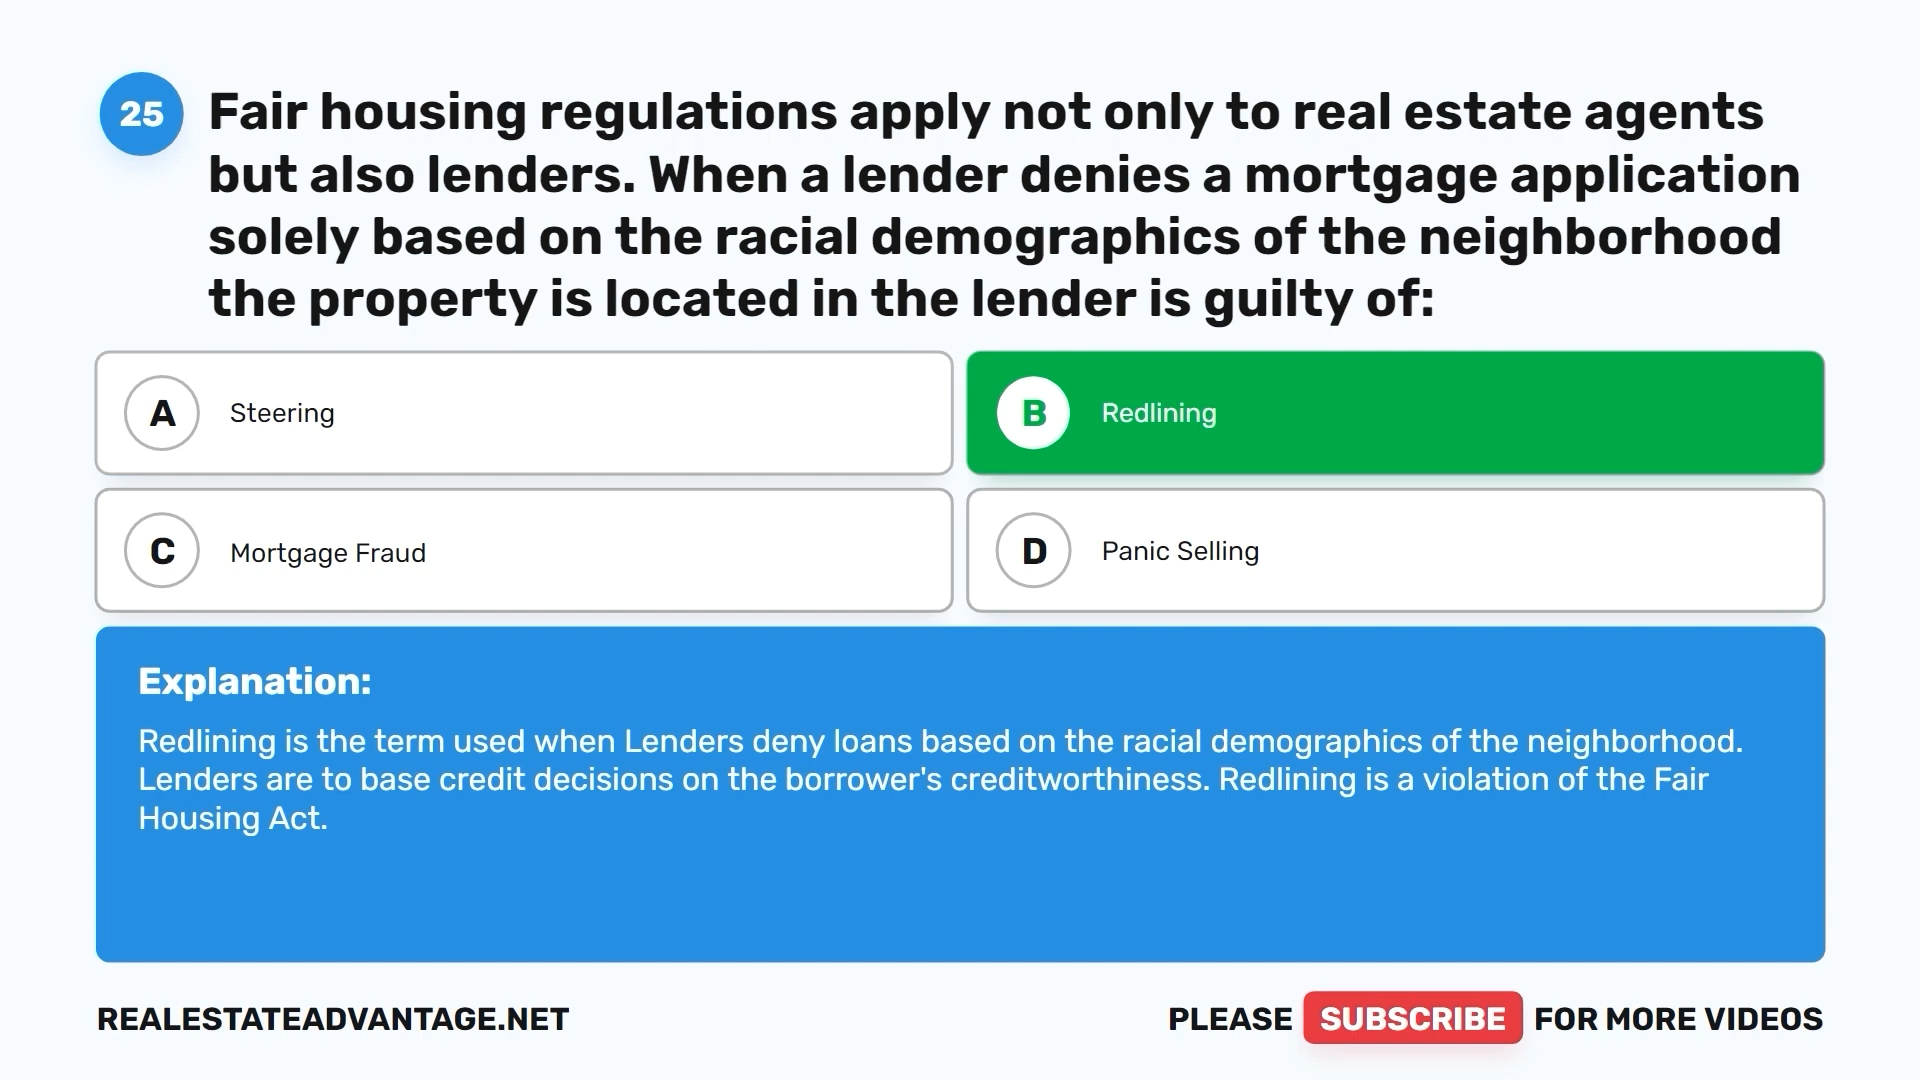 25
Fair housing regulations apply not only to real estate agents
but also lenders. When a lender denies a mortgage application
solely based on the racial demographics of the neighborhood
the property is located in the lender is guilty of:
A Steering
B Redlining
C Mortgage Fraud
D Panic Selling
Explanation:
Redlining is the term used when Lenders deny loans based on the racial demographics of the neighborhood.
Lenders are to base credit decisions on the borrower's creditworthiness. Redlining is a violation of the Fair
Housing Act.
REALESTATEADVANTAGE.NET
PLEASE SUBSCRIBE FOR MORE VIDEOS